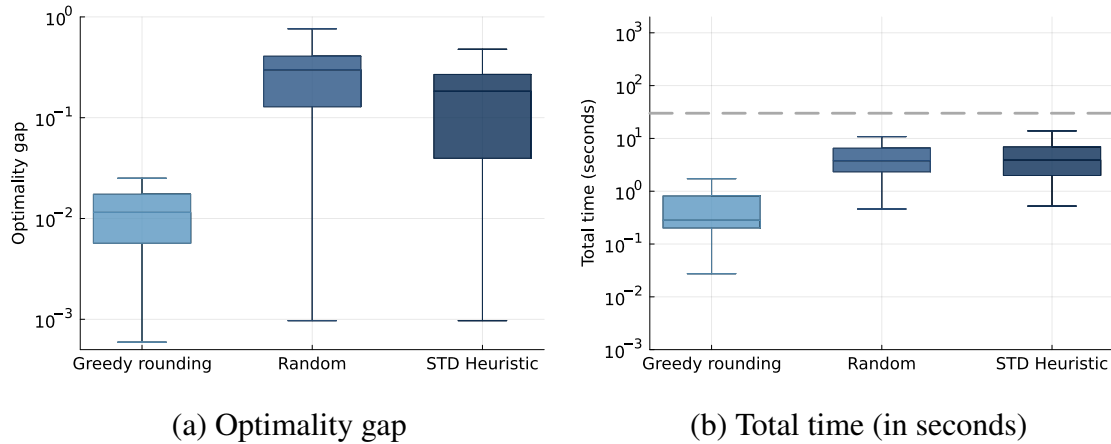 10^0
10^-1
10^-2
10^-3
Optimality gap
Greedy rounding
Random
STD Heuristic
(a) Optimality gap
10^3
10^2
10^1
10^0
10^-1
10^-2
10^-3
Total time (seconds)
Greedy rounding
Random
STD Heuristic
(b) Total time (in seconds)